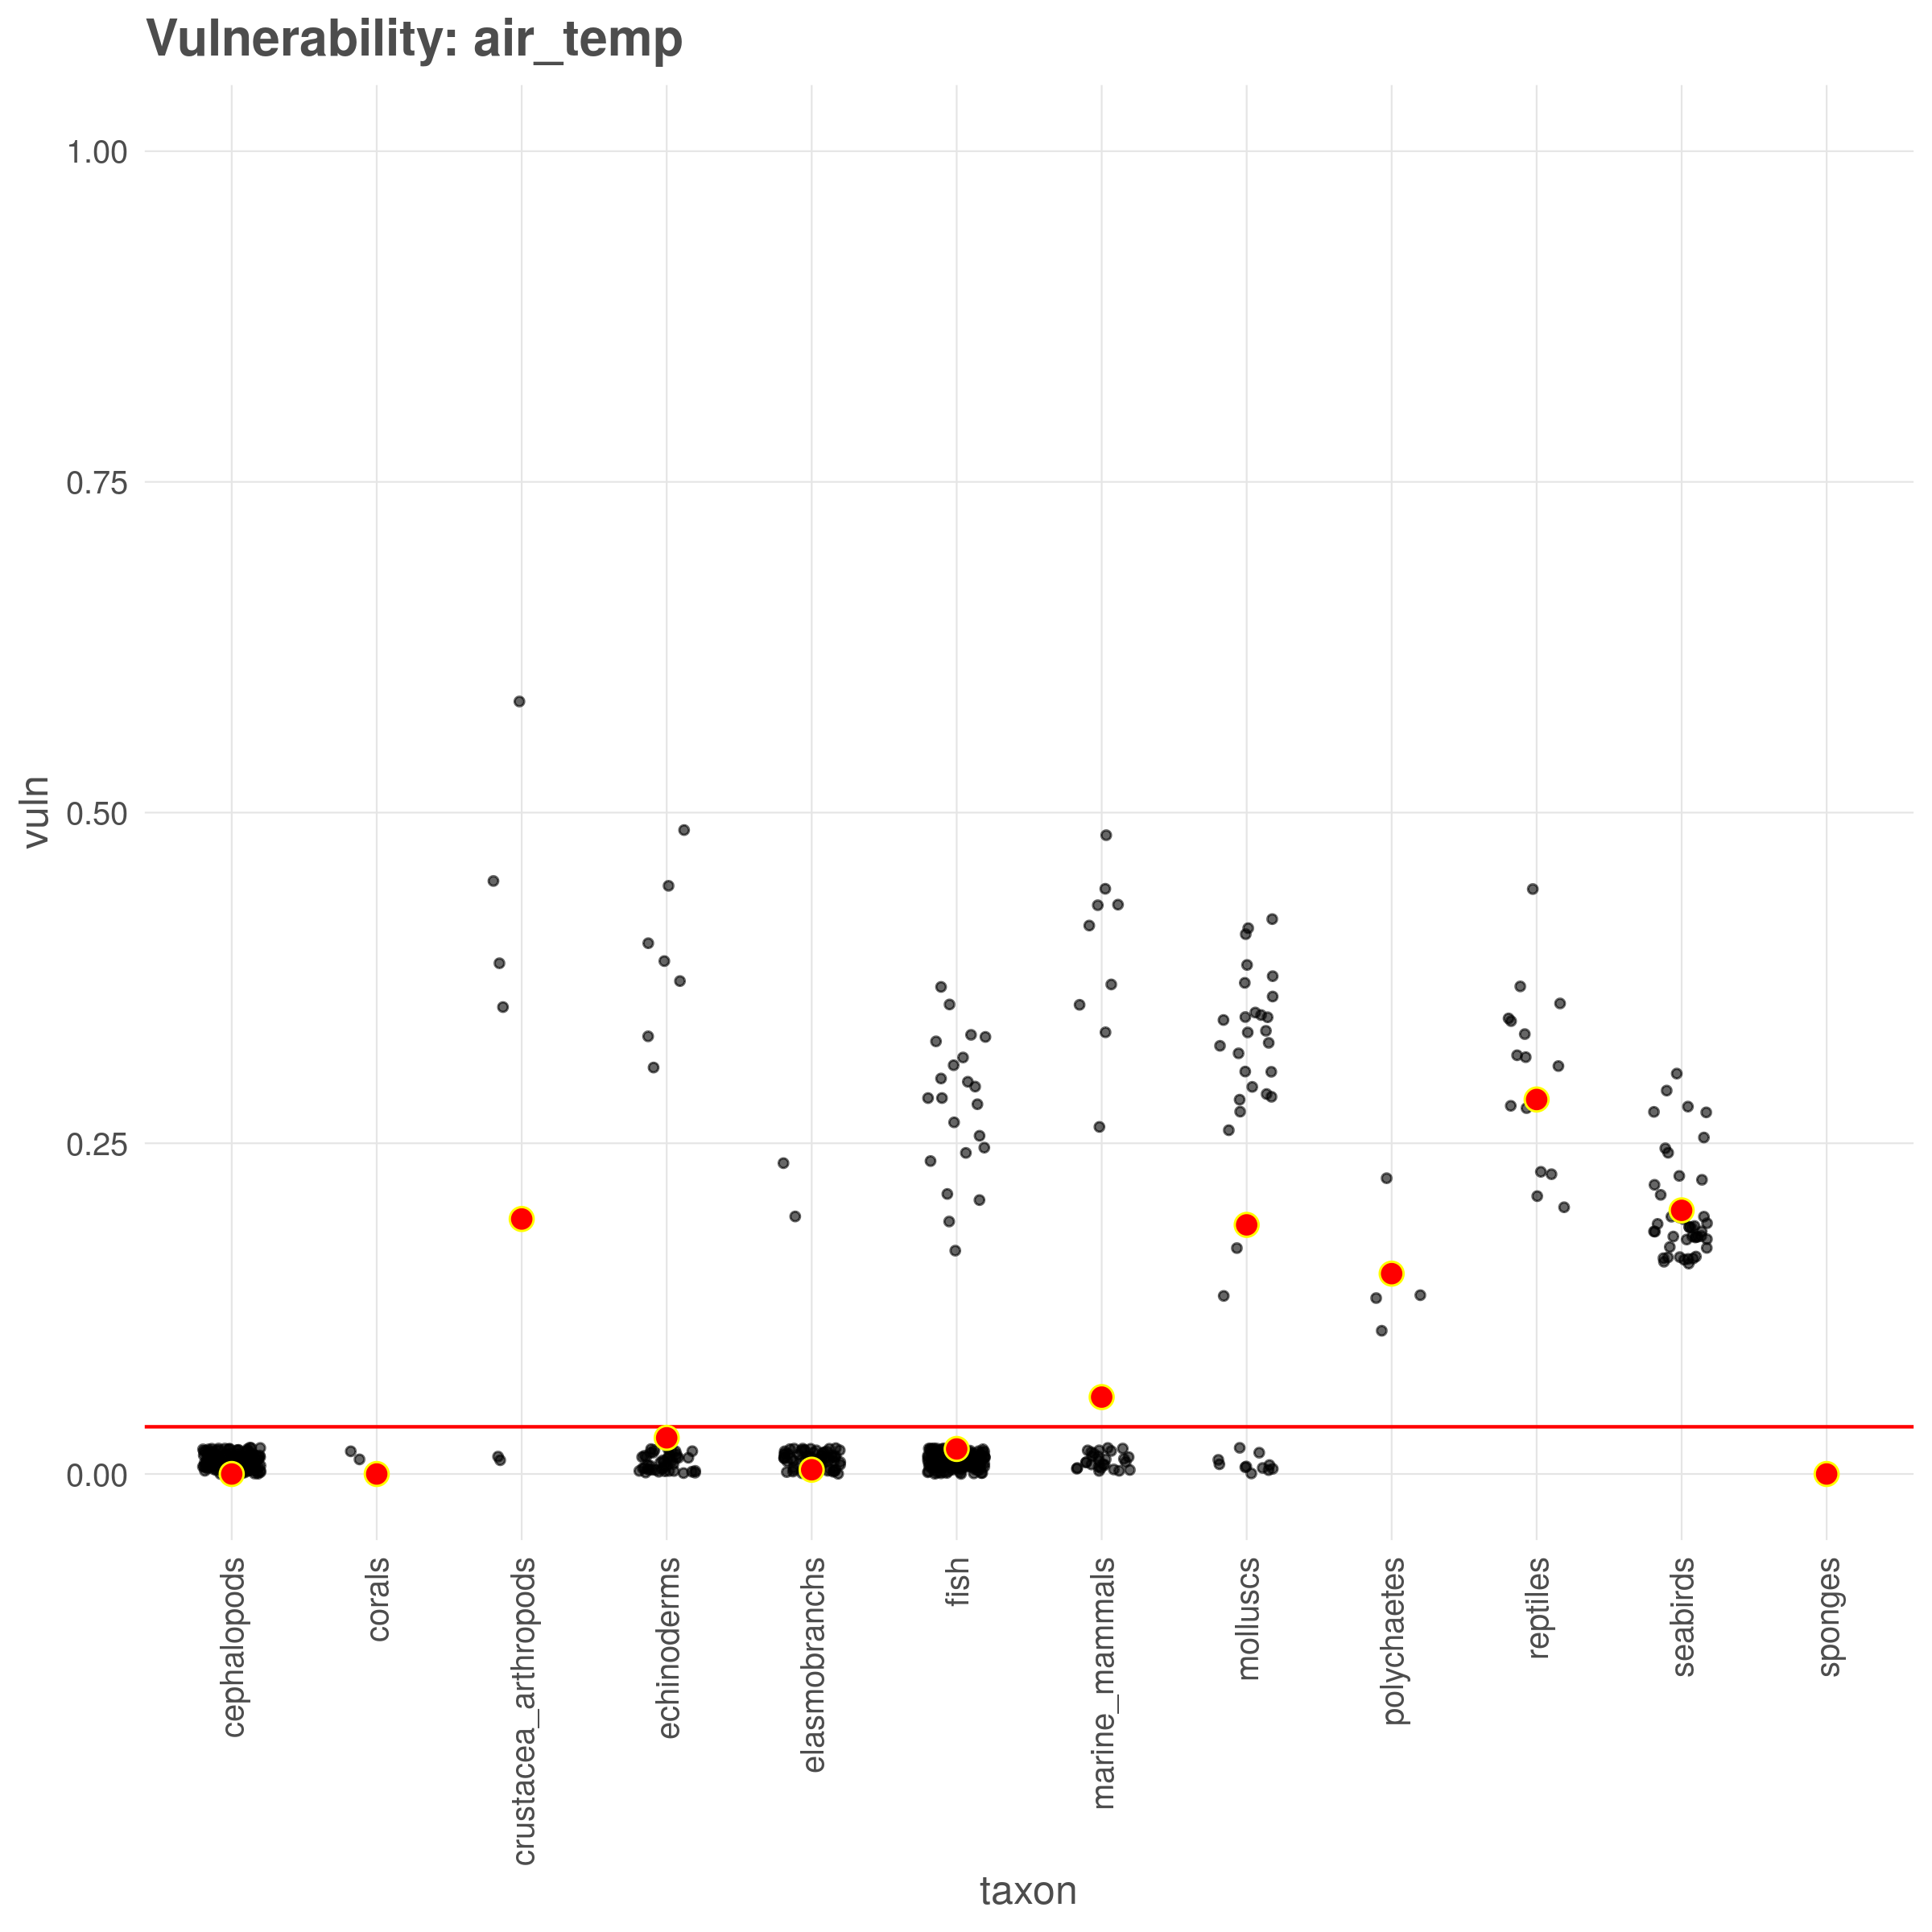 Vulnerability: air_temp
1.00
0.75
0.50
0.25
0.00
vuln
cephalopods
corals
crustacea_arthropods
echinoderms
elasmobranchs
fish
marine_mammals
molluscs
polychaetes
reptiles
seabirds
sponges
taxon